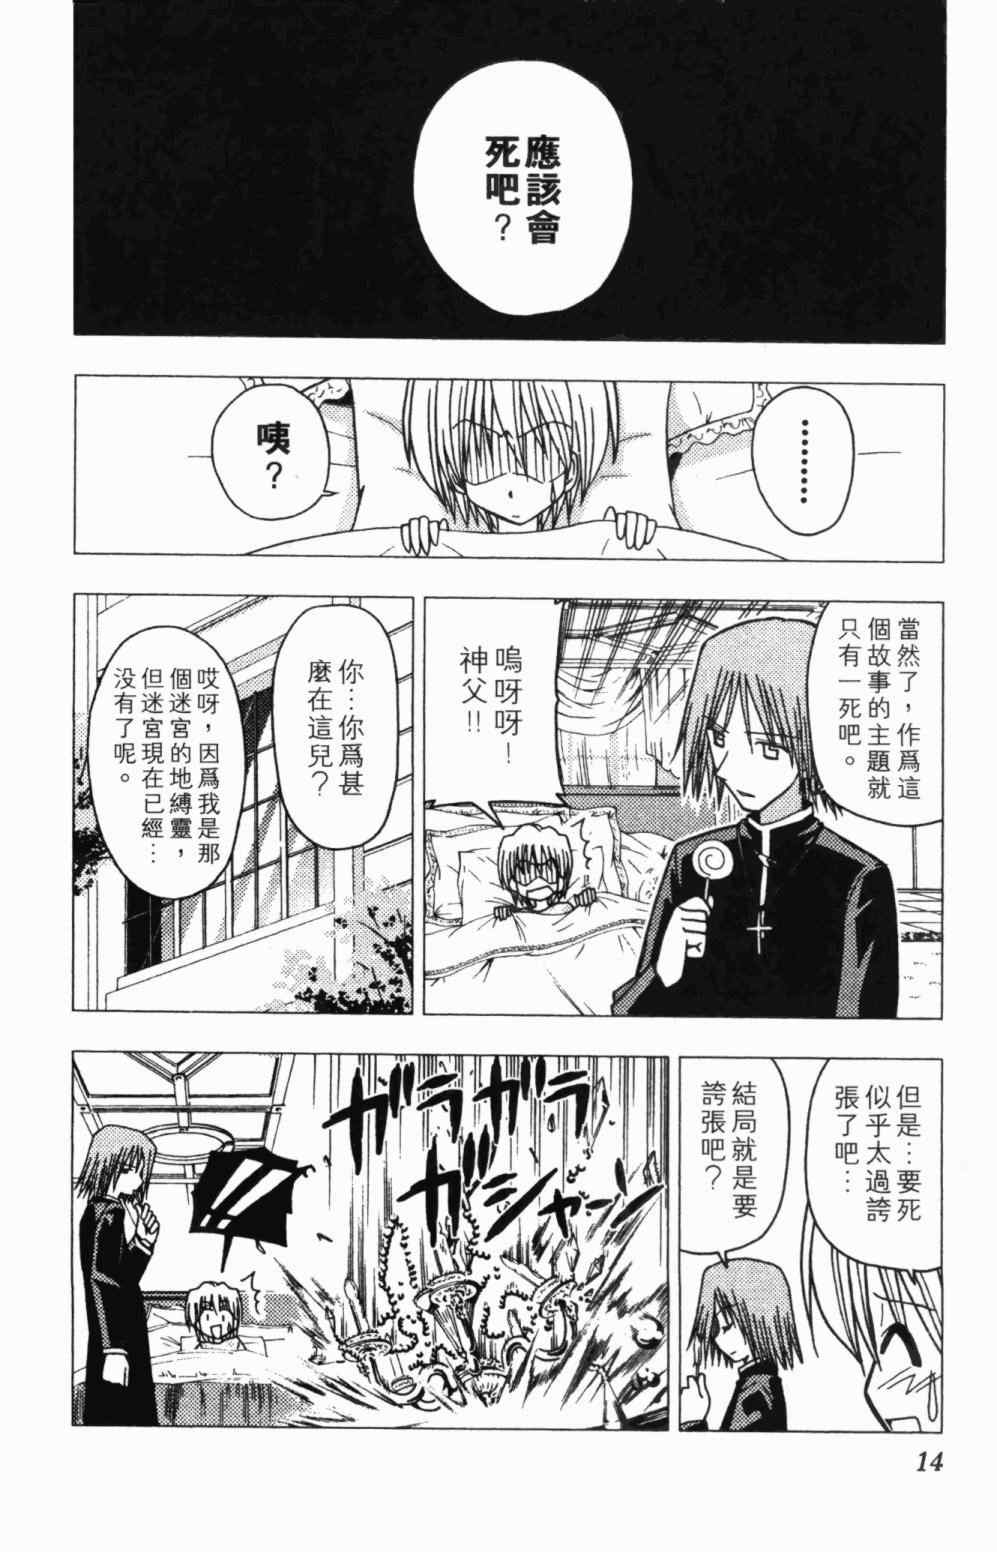 應該會
死吧？
………
咦？
當然了，作爲這
個故事的主題就
只有一死吧。
嗚呀呀！
神父!!
你…你爲甚
麼在這兒？
哎呀，因爲我是那
個迷宮的地縛靈，
但迷宮現在已經…
没有了呢。
但是…要死
似乎太過誇
張了吧…
結局就是要
誇張吧？
ガラガラ
ガシャーン
!!
14